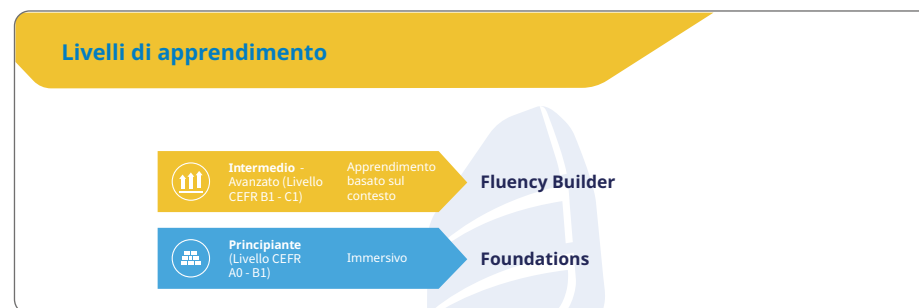 Livelli di apprendimento
Intermedio -
Avanzato (Livello
CEFR B1 - C1)
Apprendimento
basato sul
contesto
Fluency Builder
Principiante
(Livello CEFR
A0 - B1)
Immersivo
Foundations